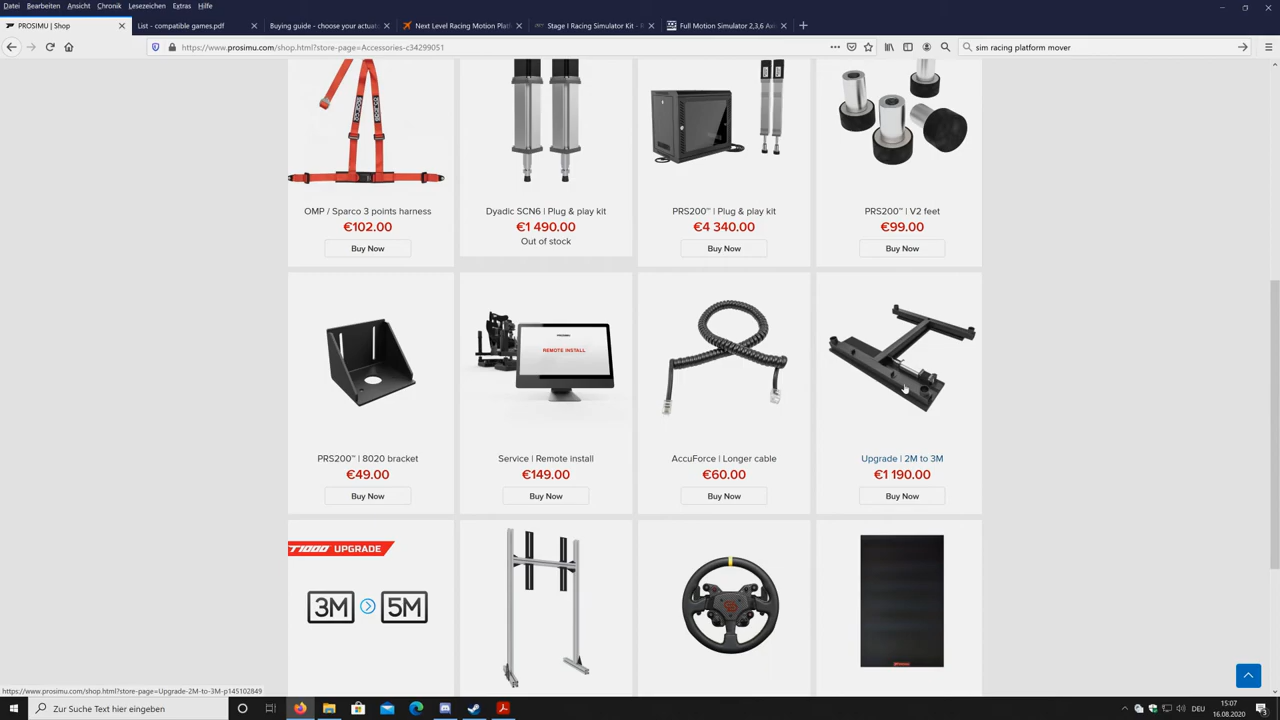 Datei Bearbeiten Ansicht Chronik Lesezeichen Extras Hilfe
PROSIMU | Shop
List - compatible games.pdf
Buying guide - choose your actuat
Next Level Racing Motion Platf
Stage I Racing Simulator Kit - R
Full Motion Simulator 2,3,6 Axi
https://www.prosimu.com/shop.html?store-page=Accessories-c34299051
sim racing platform mover
OMP / Sparco 3 points harness
€102.00
Buy Now
Dyadic SCN6 | Plug & play kit
€1 490.00
Out of stock
PRS200™ | Plug & play kit
€4 340.00
Buy Now
PRS200™ | V2 feet
€99.00
Buy Now
REMOTE INSTALL
PRS200™ | 8020 bracket
€49.00
Buy Now
Service | Remote install
€149.00
Buy Now
AccuForce | Longer cable
€60.00
Buy Now
Upgrade | 2M to 3M
€1 190.00
Buy Now
T1000 UPGRADE
3M 5M
https://www.prosimu.com/shop.html?store-page=Upgrade-2M-to-3M-p145102849
Zur Suche Text hier eingeben
DEU
15:07
16.08.2020
3